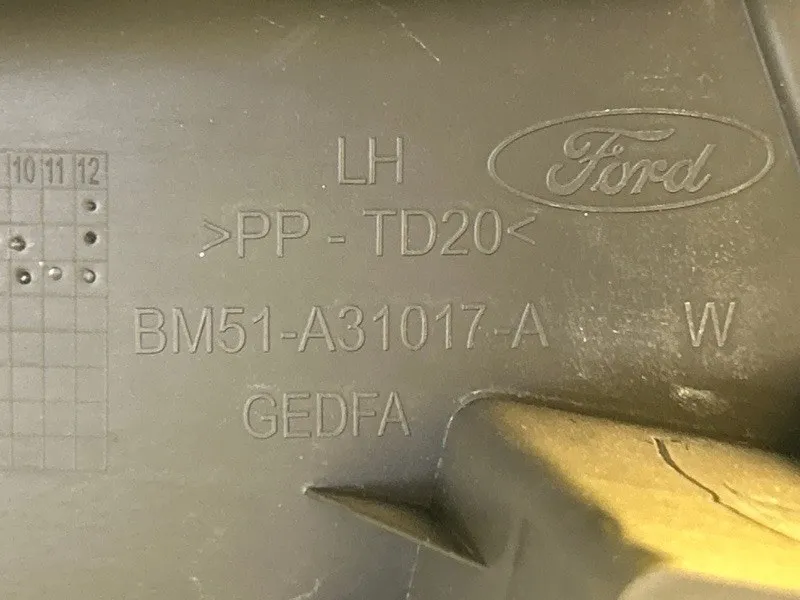 10 11 12
LH
Ford
>PP - TD20<
BM51-A31017-A W
GEDFA